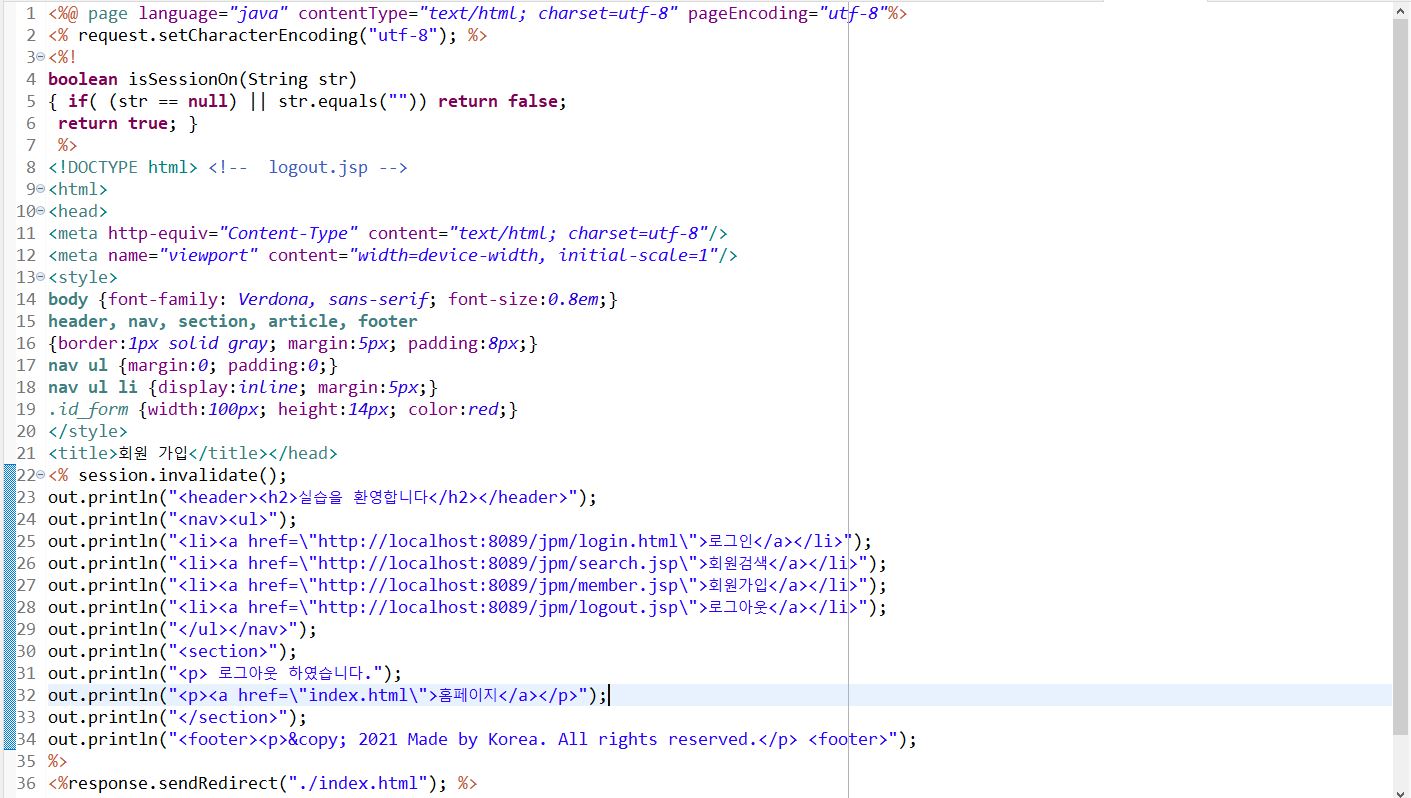 1 <%@ page language="java" contentType="text/html; charset=utf-8" pageEncoding="utf-8"%>
2 <% request.setCharacterEncoding("utf-8"); %>
3 <%!
4 boolean isSessionOn(String str)
5 { if( (str == null) || str.equals("")) return false;
6  return true; }
7  %>
8 <!DOCTYPE html> <!--  logout.jsp -->
9 <html>
10 <head>
11 <meta http-equiv="Content-Type" content="text/html; charset=utf-8"/>
12 <meta name="viewport" content="width=device-width, initial-scale=1"/>
13 <style>
14 body {font-family: Verdona, sans-serif; font-size:0.8em;}
15 header, nav, section, article, footer
16 {border:1px solid gray; margin:5px; padding:8px;}
17 nav ul {margin:0; padding:0;}
18 nav ul li {display:inline; margin:5px;}
19 .id_form {width:100px; height:14px; color:red;}
20 </style>
21 <title>회원 가입</title></head>
22 <% session.invalidate();
23 out.println("<header><h2>실습을 환영합니다</h2></header>");
24 out.println("<nav><ul>");
25 out.println("<li><a href=\"http://localhost:8089/jpm/login.html\">로그인</a></li>");
26 out.println("<li><a href=\"http://localhost:8089/jpm/search.jsp\">회원검색</a></li>");
27 out.println("<li><a href=\"http://localhost:8089/jpm/member.jsp\">회원가입</a></li>");
28 out.println("<li><a href=\"http://localhost:8089/jpm/logout.jsp\">로그아웃</a></li>");
29 out.println("</ul></nav>");
30 out.println("<section>");
31 out.println("<p> 로그아웃 하였습니다.");
32 out.println("<p><a href=\"index.html\">홈페이지</a></p>");
33 out.println("</section>");
34 out.println("<footer><p>&copy; 2021 Made by Korea. All rights reserved.</p> <footer>");
35 %>
36 <%response.sendRedirect("./index.html"); %>